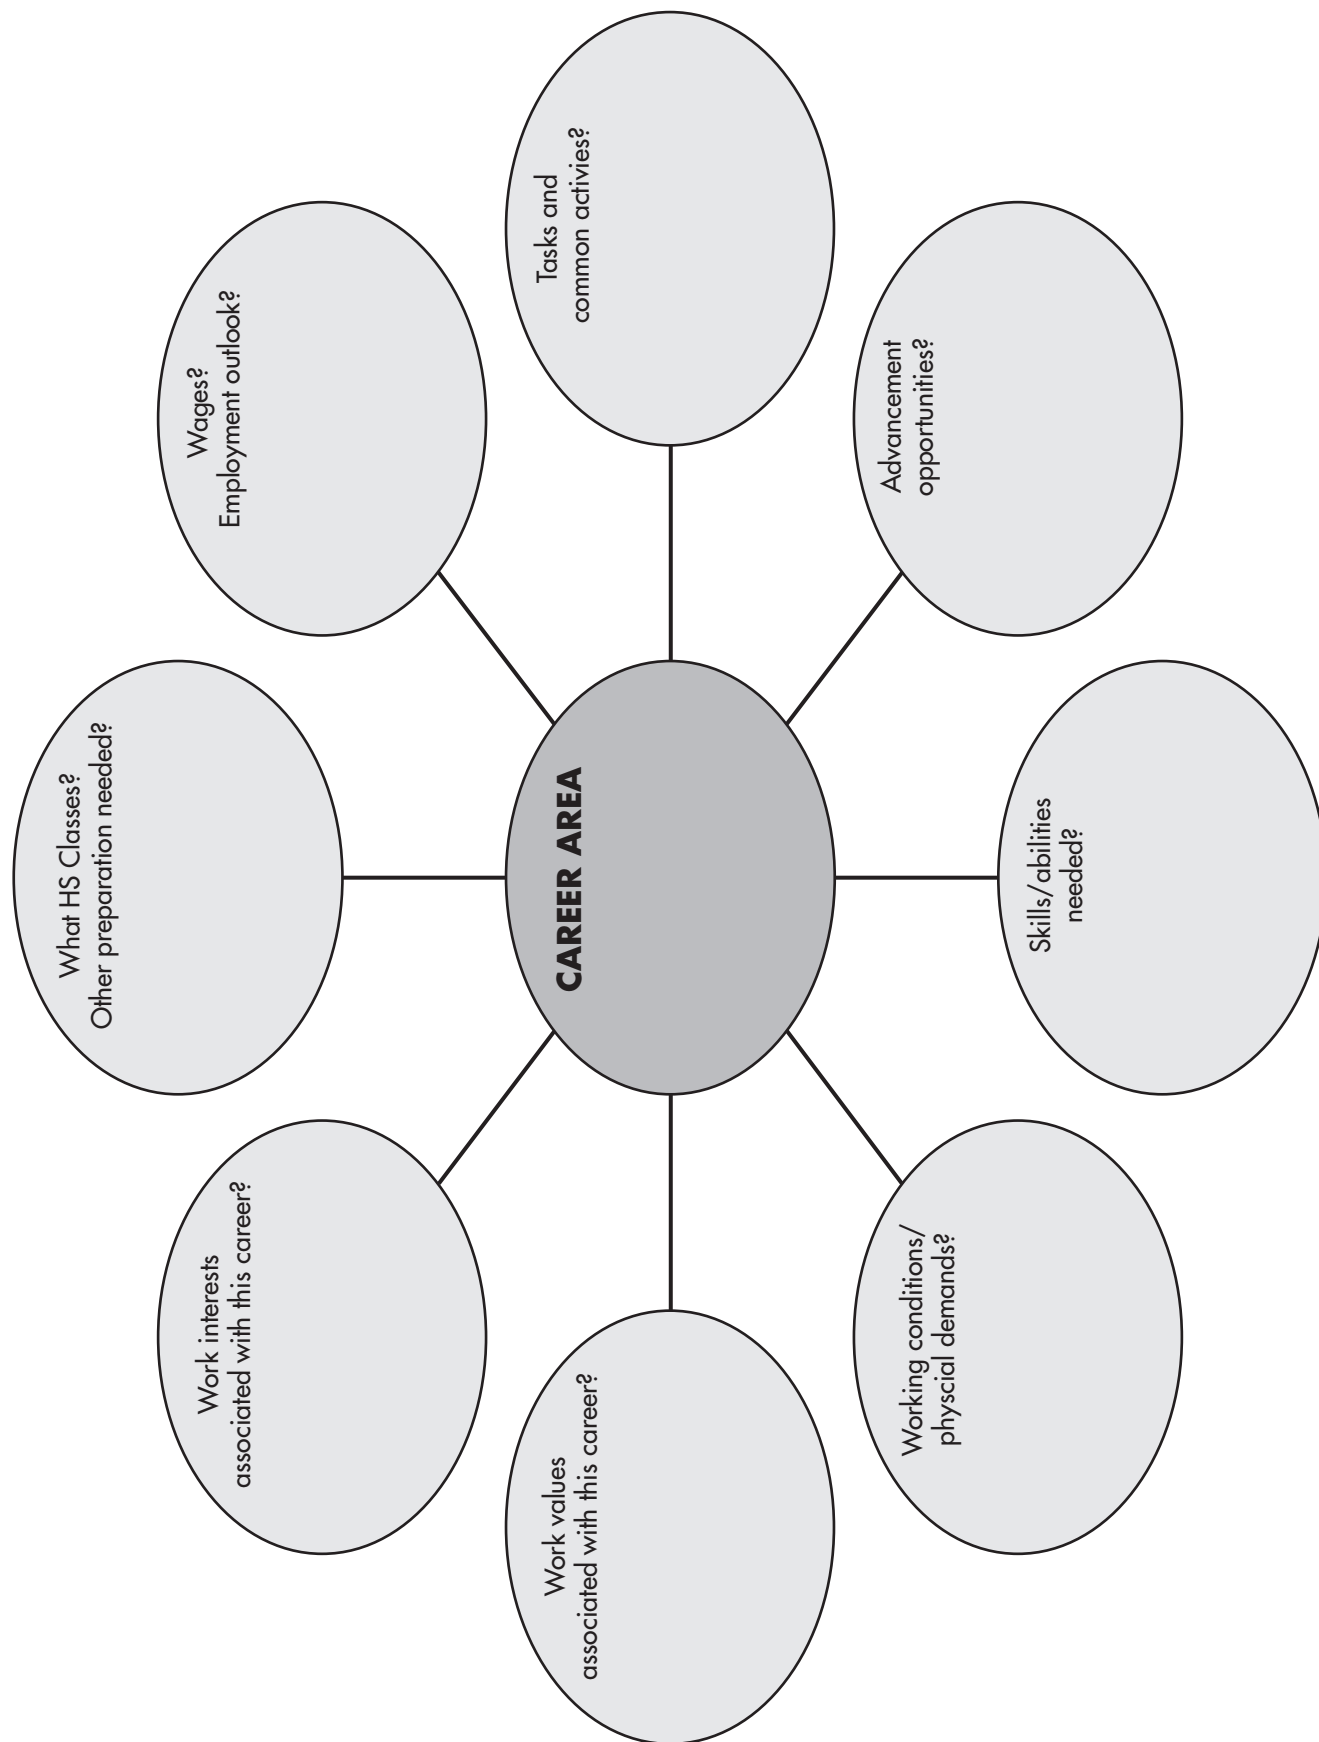 What HS Classes?
Other preparation needed?
Work interests
associated with this career?
Wages?
Employment outlook?
Work values
associated with this career?
CAREER AREA
Tasks and
common activies?
Working conditions/
physcial demands?
Advancement
opportunities?
Skills/abilities
needed?